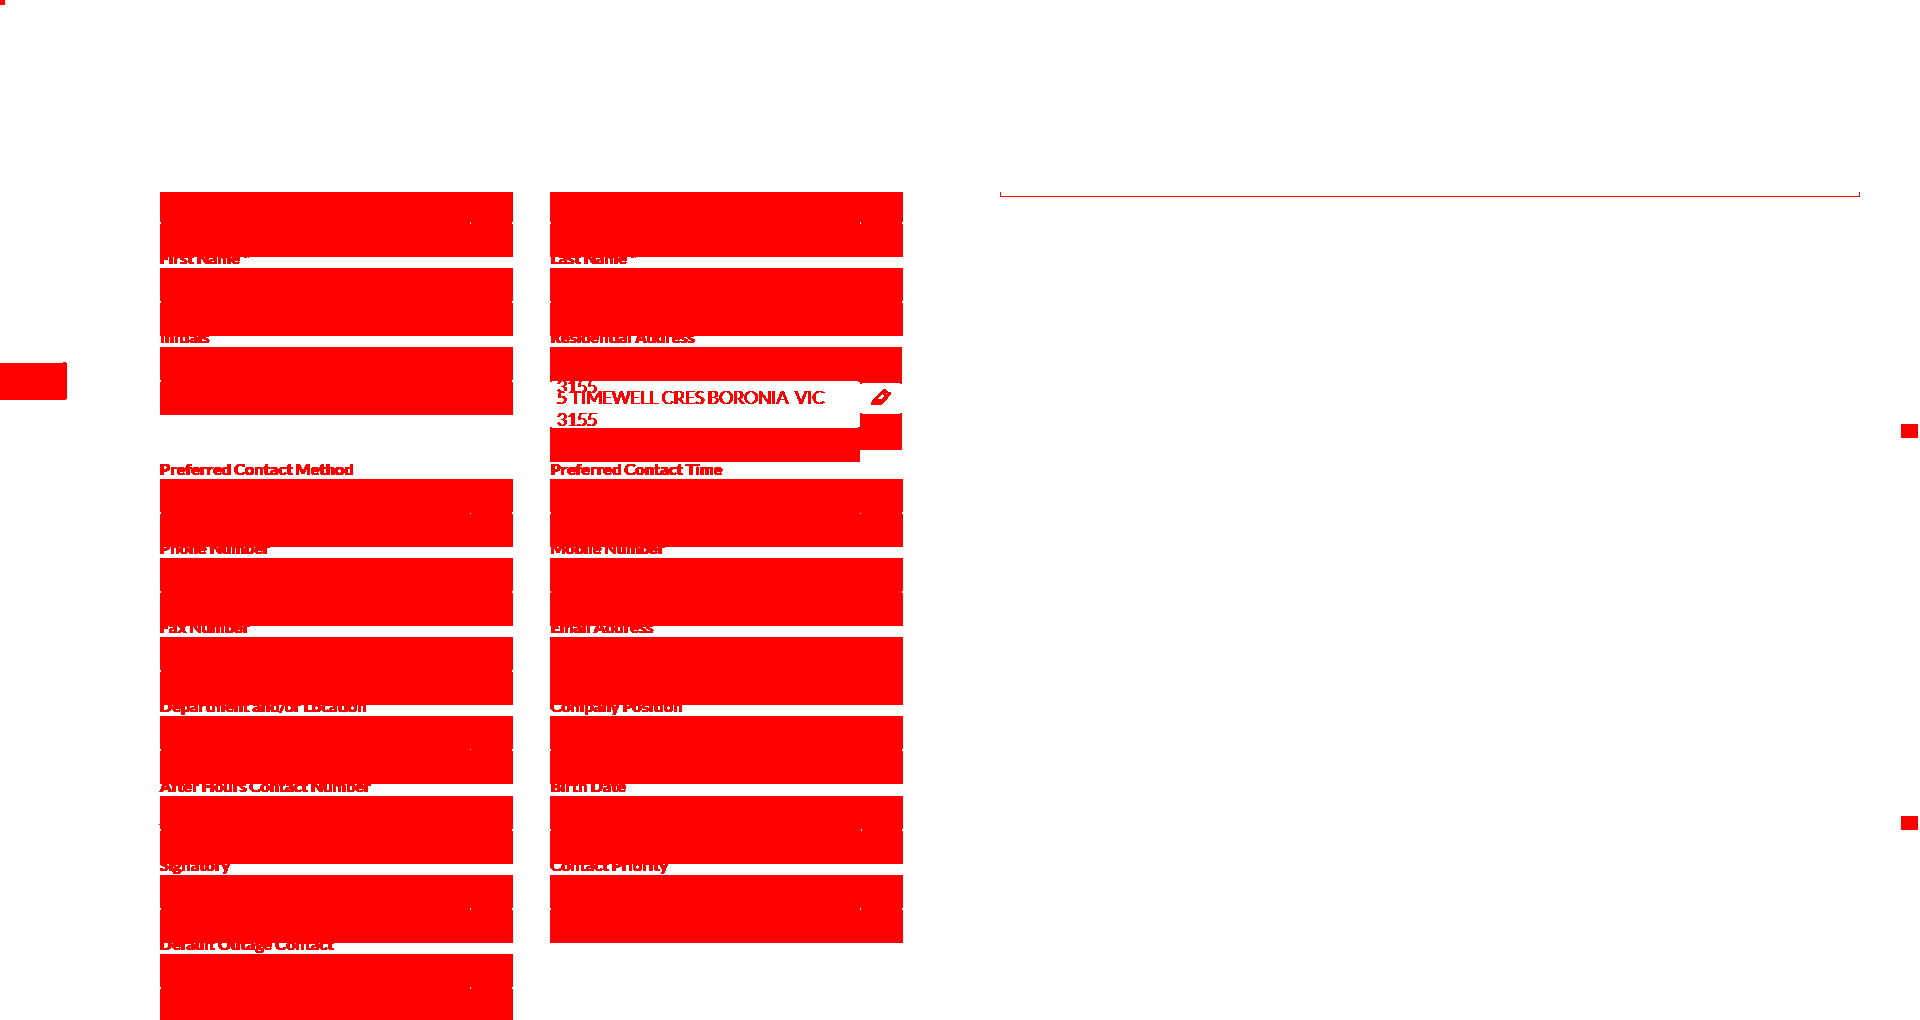 First Name *
Last Name *
Initials
Residential Address
3155
5 TIMEWELL CRES BORONIA VIC
3155
Preferred Contact Method
Preferred Contact Time
Phone Number
Mobile Number
Fax Number
Email Address
Department and/or Location
Company Position
After Hours Contact Number
Birth Date
Signatory
Contact Priority
Default Outage Contact